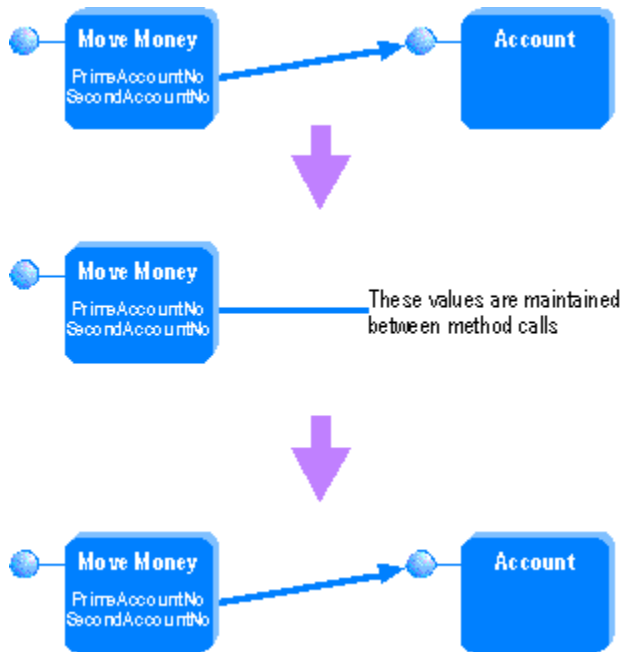 Move Money
PrimeAccountNo
SecondAccountNo
Account
Move Money
PrimeAccountNo
SecondAccountNo
These values are maintained
between method calls
Move Money
PrimeAccountNo
SecondAccountNo
Account